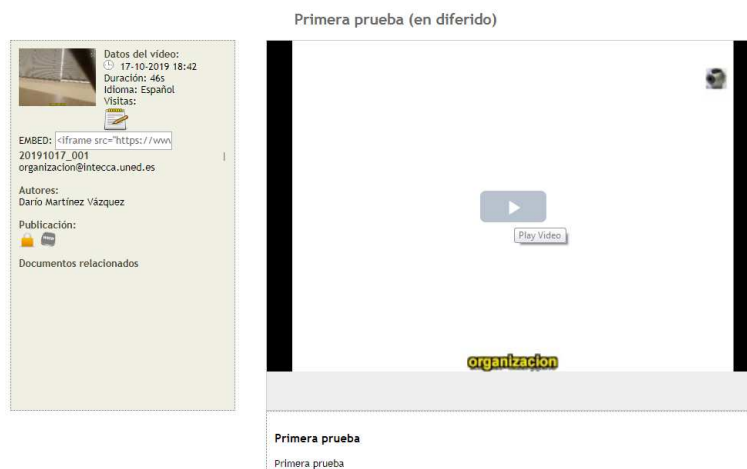 Primera prueba (en diferido)
Datos del vídeo:
17-10-2019 18:42
Duración: 46s
Idioma: Español
Visitas:
EMBED: <iframe src="https://www
20191017_001 |
organizacion@intecca.uned.es
Autores:
Darío Martínez Vázquez
Publicación:
Documentos relacionados
Play Video
organizacion
Primera prueba
Primera prueba